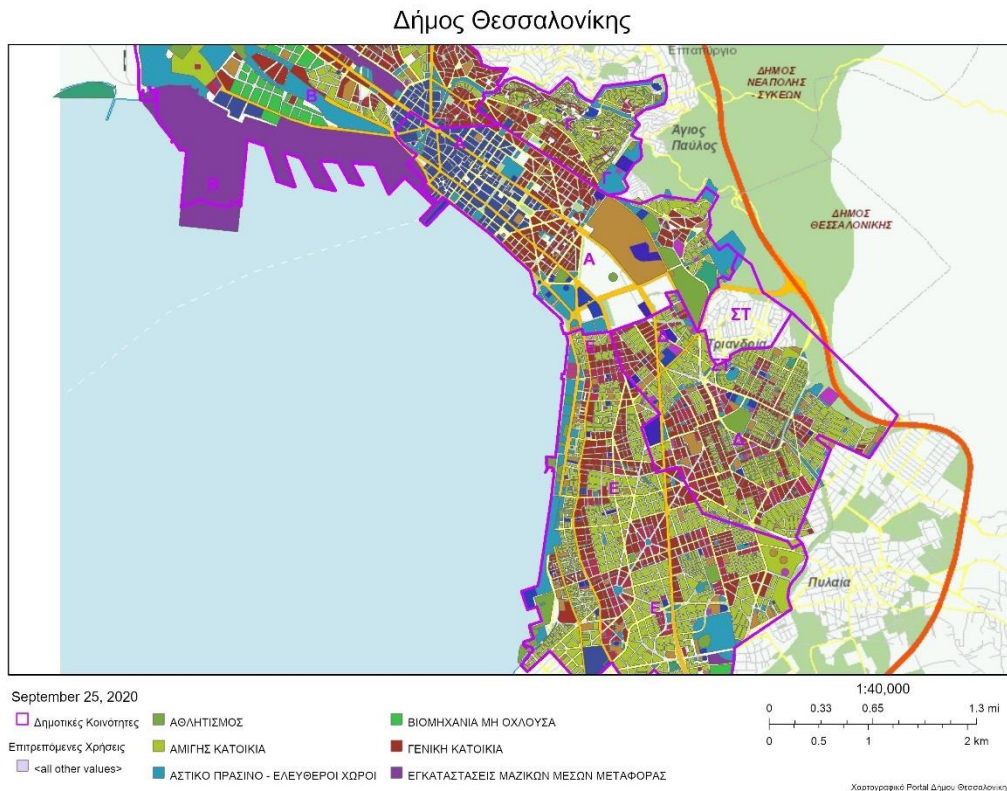 Δήμος Θεσσαλονίκης
Επταπύργιο
ΔΗΜΟΣ
ΝΕΑΠΟΛΗΣ
- ΣΥΚΕΩΝ
Άγιος
Παύλος
ΔΗΜΟΣ
ΘΕΣΣΑΛΟΝΙΚΗΣ
Β
Α
Γ
Γ
Β
Α
ΣΤ
Τριανδρία
ΣΤ
Ε
Δ
Δ
Ε
Πυλαία
Ε
September 25, 2020
Δημοτικές Κοινότητες
Επιτρεπόμενες Χρήσεις
<all other values>
ΑΘΛΗΤΙΣΜΟΣ
ΑΜΙΓΗΣ ΚΑΤΟΙΚΙΑ
ΑΣΤΙΚΟ ΠΡΑΣΙΝΟ - ΕΛΕΥΘΕΡΟΙ ΧΩΡΟΙ
ΒΙΟΜΗΧΑΝΙΑ ΜΗ ΟΧΛΟΥΣΑ
ΓΕΝΙΚΗ ΚΑΤΟΙΚΙΑ
ΕΓΚΑΤΑΣΤΑΣΕΙΣ ΜΑΖΙΚΩΝ ΜΕΣΩΝ ΜΕΤΑΦΟΡΑΣ
1:40,000
0 0.33 0.65 1.3 mi
0 0.5 1 2 km
Χαρτογραφικό Portal Δήμου Θεσσαλονίκης